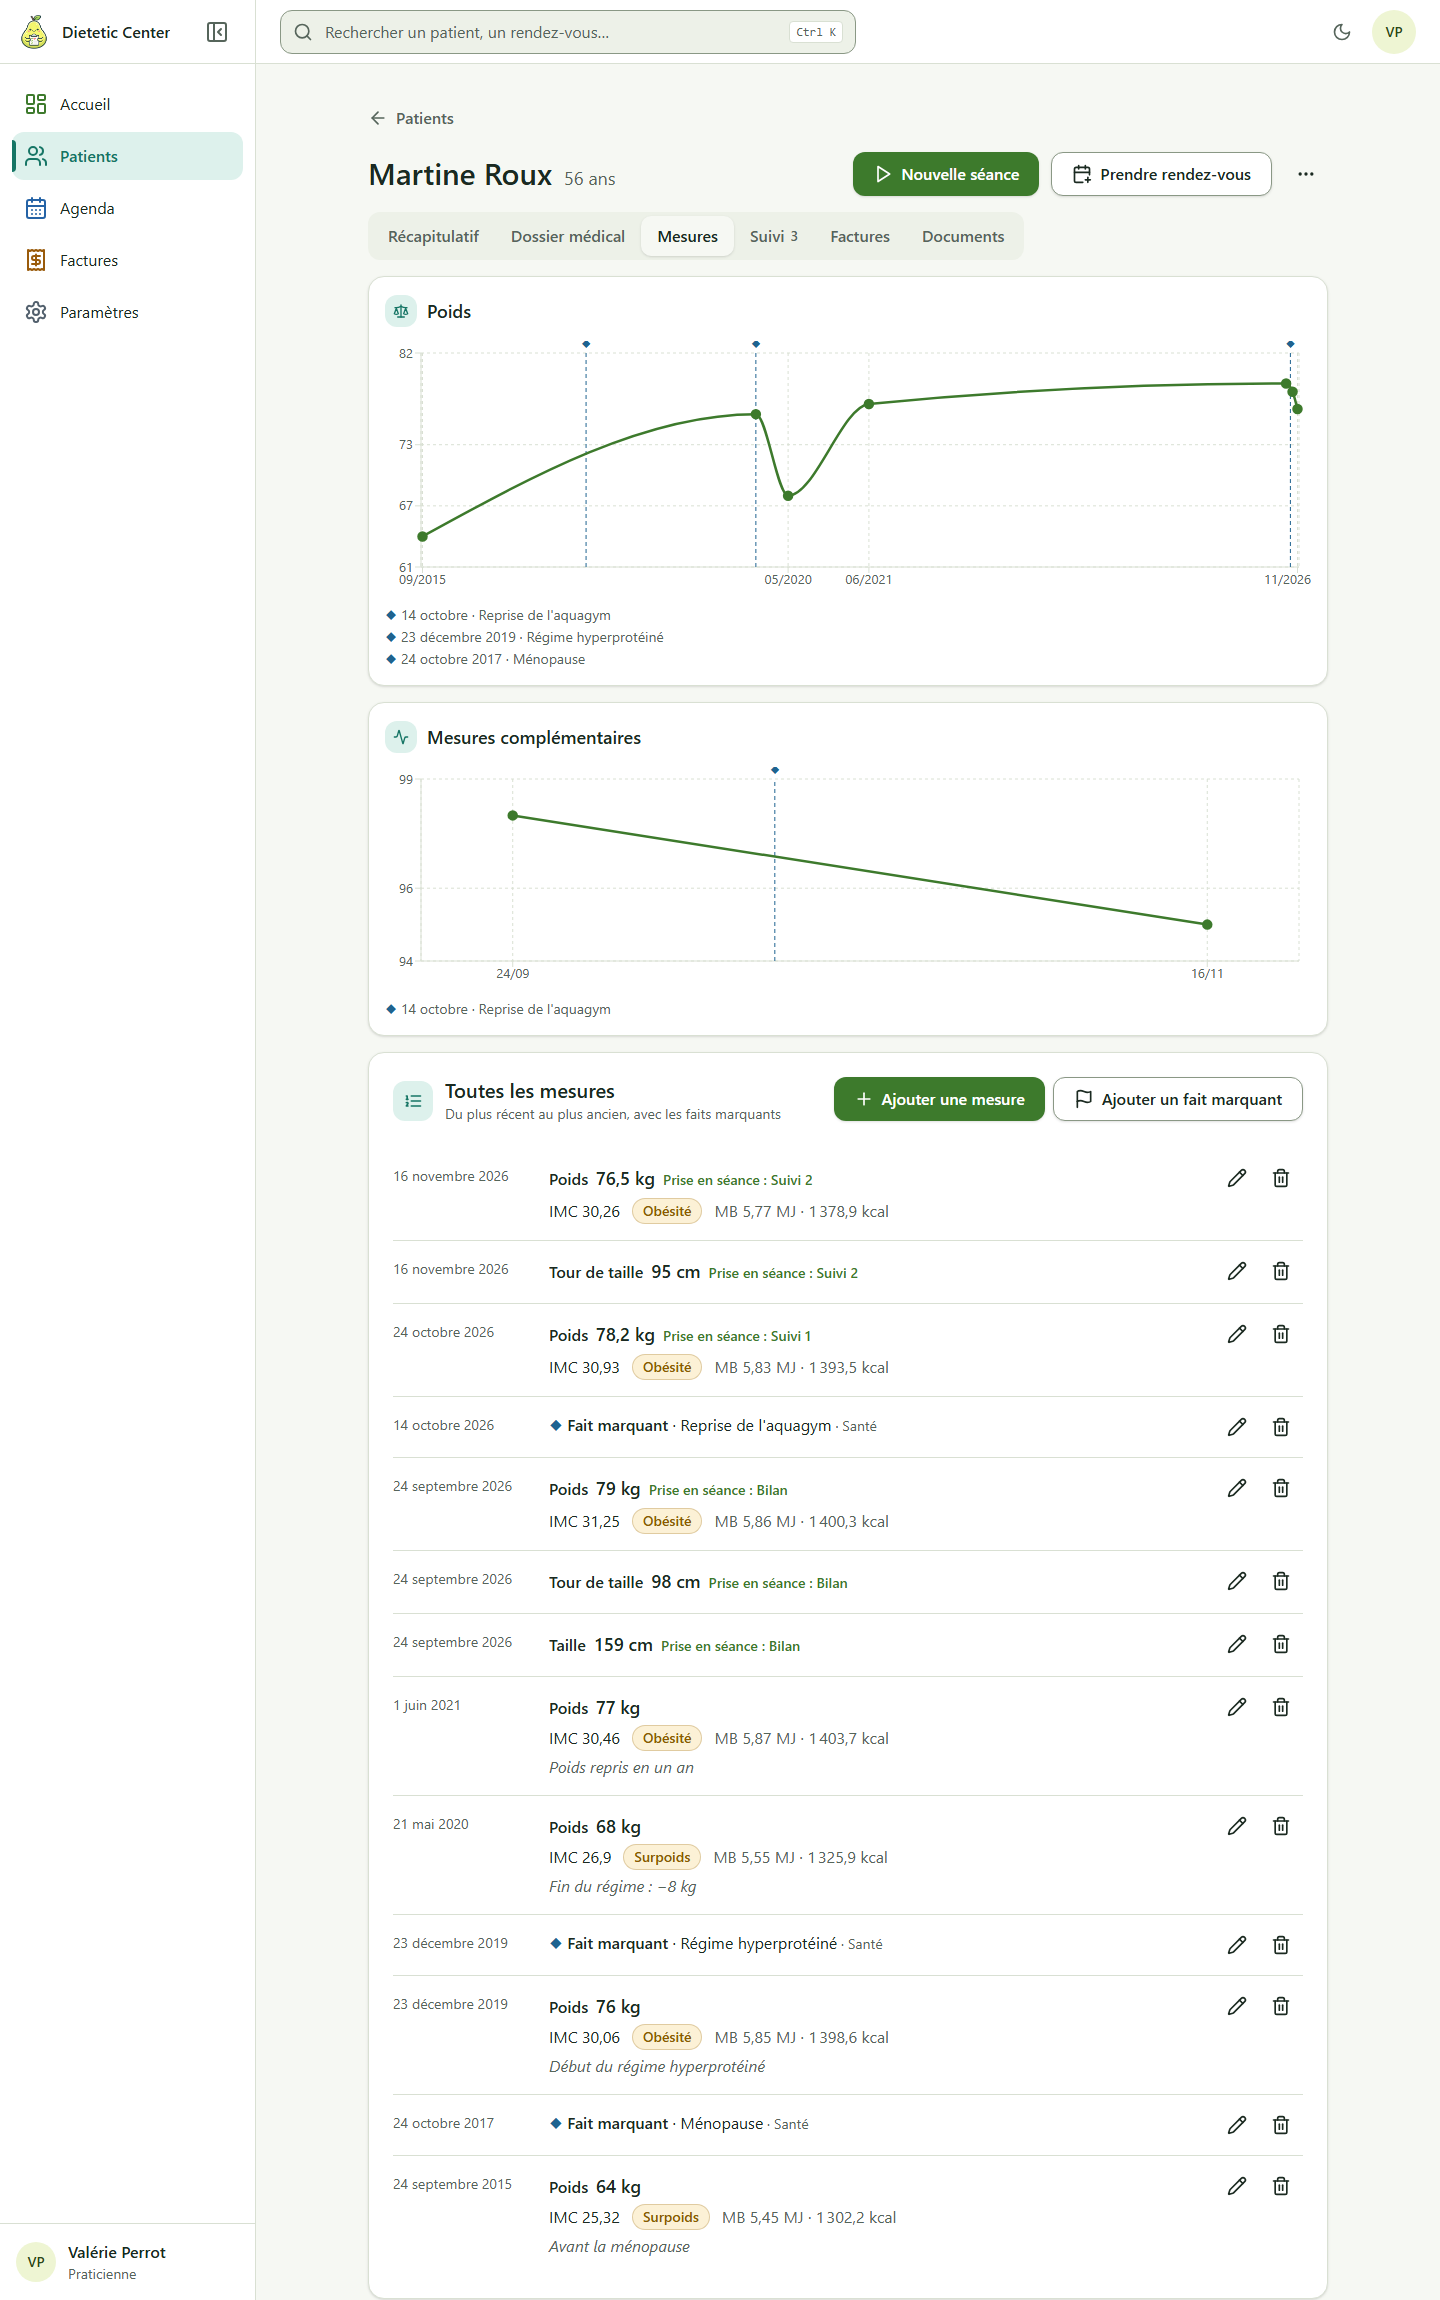 Dietetic Center
Rechercher un patient, un rendez-vous...
Ctrl K
VP
Accueil
Patients
Agenda
Factures
Paramètres
Patients
Martine Roux 56 ans
Nouvelle séance
Prendre rendez-vous
Récapitulatif
Dossier médical
Mesures
Suivi 3
Factures
Documents
Poids
82
73
67
61
09/2015
05/2020
06/2021
11/2026
14 octobre · Reprise de l'aquagym
23 décembre 2019 · Régime hyperprotéiné
24 octobre 2017 · Ménopause
Mesures complémentaires
99
96
94
24/09
16/11
14 octobre · Reprise de l'aquagym
Toutes les mesures
Du plus récent au plus ancien, avec les faits marquants
Ajouter une mesure
Ajouter un fait marquant
16 novembre 2026
Poids 76,5 kg Prise en séance : Suivi 2
IMC 30,26 Obésité MB 5,77 MJ · 1 378,9 kcal
16 novembre 2026
Tour de taille 95 cm Prise en séance : Suivi 2
24 octobre 2026
Poids 78,2 kg Prise en séance : Suivi 1
IMC 30,93 Obésité MB 5,83 MJ · 1 393,5 kcal
14 octobre 2026
Fait marquant · Reprise de l'aquagym · Santé
24 septembre 2026
Poids 79 kg Prise en séance : Bilan
IMC 31,25 Obésité MB 5,86 MJ · 1 400,3 kcal
24 septembre 2026
Tour de taille 98 cm Prise en séance : Bilan
24 septembre 2026
Taille 159 cm Prise en séance : Bilan
1 juin 2021
Poids 77 kg
IMC 30,46 Obésité MB 5,87 MJ · 1 403,7 kcal
Poids repris en un an
21 mai 2020
Poids 68 kg
IMC 26,9 Surpoids MB 5,55 MJ · 1 325,9 kcal
Fin du régime : −8 kg
23 décembre 2019
Fait marquant · Régime hyperprotéiné · Santé
23 décembre 2019
Poids 76 kg
IMC 30,06 Obésité MB 5,85 MJ · 1 398,6 kcal
Début du régime hyperprotéiné
24 octobre 2017
Fait marquant · Ménopause · Santé
24 septembre 2015
Poids 64 kg
IMC 25,32 Surpoids MB 5,45 MJ · 1 302,2 kcal
Avant la ménopause
VP
Valérie Perrot
Praticienne